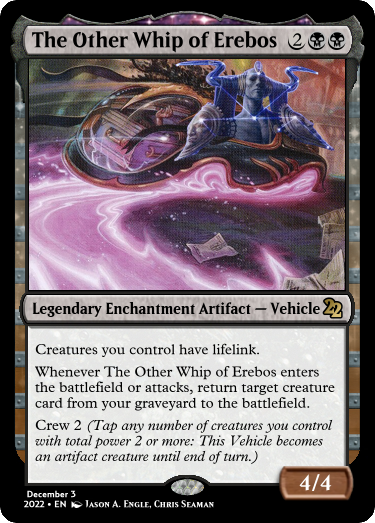 The Other Whip of Erebos 2
Legendary Enchantment Artifact — Vehicle 22
Creatures you control have lifelink.
Whenever The Other Whip of Erebos enters
the battlefield or attacks, return target creature
card from your graveyard to the battlefield.
Crew 2 (Tap any number of creatures you control
with total power 2 or more: This Vehicle becomes
an artifact creature until end of turn.)
4/4
December 3
2022 • EN Jason A. Engle, Chris Seaman